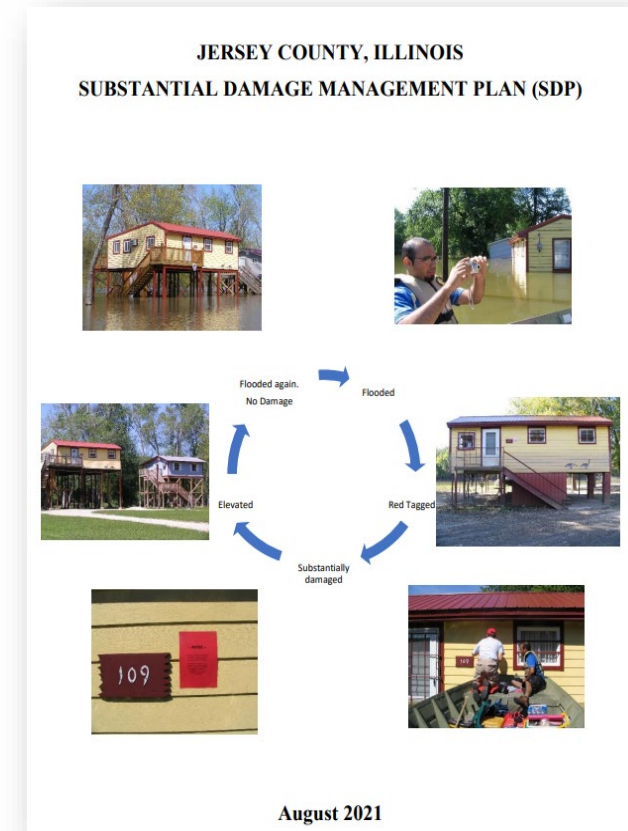 JERSEY COUNTY, ILLINOIS
SUBSTANTIAL DAMAGE MANAGEMENT PLAN (SDP)
Flooded again.
No Damage
Flooded
Elevated
Red Tagged
Substantially
damaged
109
August 2021